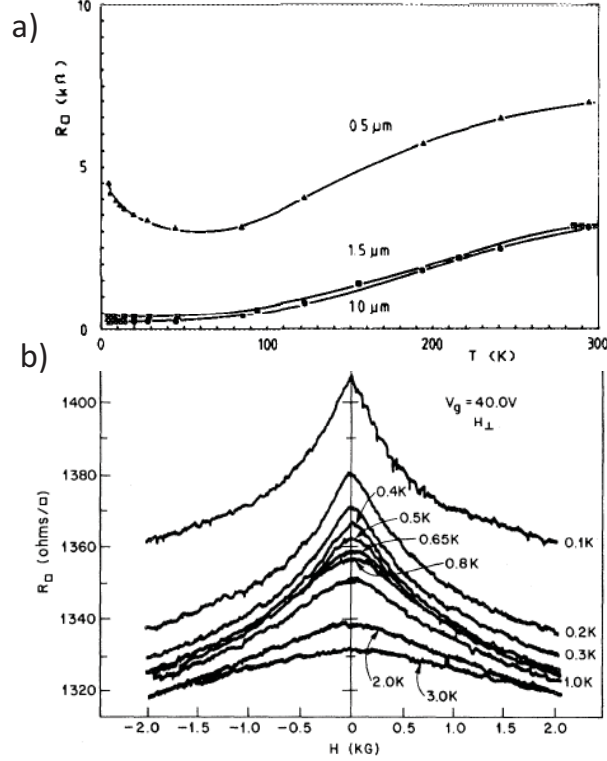 a)
10
R□ (kΩ)
0.5 µm
5
1.5 µm
10 µm
0
100
200
T (K)
300
b)
1400
V_g = 40.0V
H⊥
1380
0.4K
0.5K
0.65K
0.8K
0.1K
R□ (ohms/□)
1360
1340
0.2K
0.3K
1.0K
2.0K
3.0K
1320
-2.0 -1.5 -1.0 -0.5 0 0.5 1.0 1.5 2.0
H (KG)